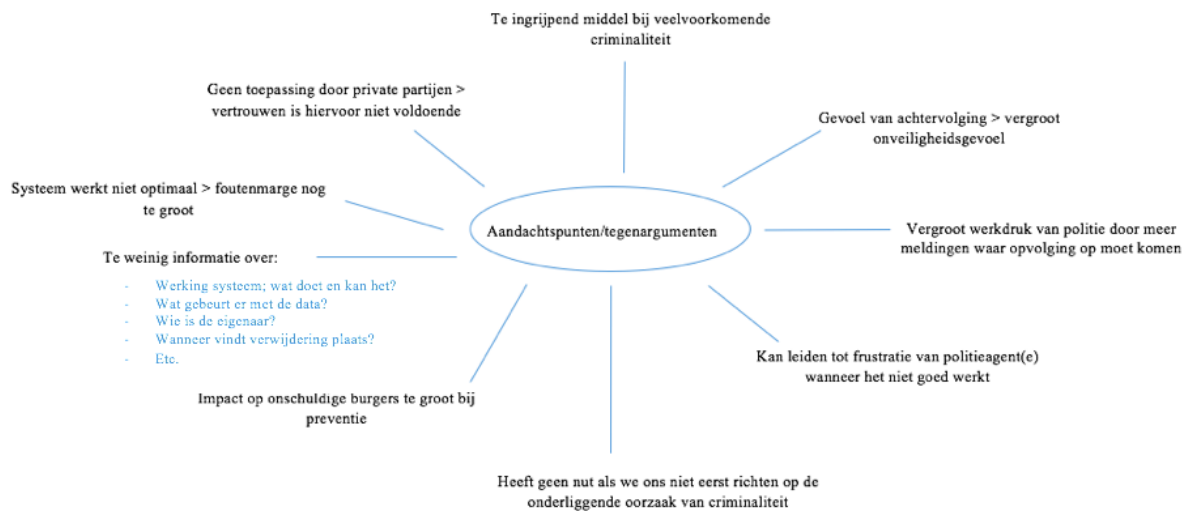 Te ingrijpend middel bij veelvoorkomende
criminaliteit
Geen toepassing door private partijen >
vertrouwen is hiervoor niet voldoende
Gevoel van achtervolging > vergroot
onveiligheidsgevoel
Systeem werkt niet optimaal > foutenmarge nog
te groot
Aandachtspunten/tegenargumenten
Vergroot werkdruk van politie door meer
meldingen waar opvolging op moet komen
Te weinig informatie over:
- Werking systeem; wat doet en kan het?
- Wat gebeurt er met de data?
- Wie is de eigenaar?
- Wanneer vindt verwijdering plaats?
- Etc.
Kan leiden tot frustratie van politieagent(e)
wanneer het niet goed werkt
Impact op onschuldige burgers te groot bij
preventie
Heeft geen nut als we ons niet eerst richten op de
onderliggende oorzaak van criminaliteit